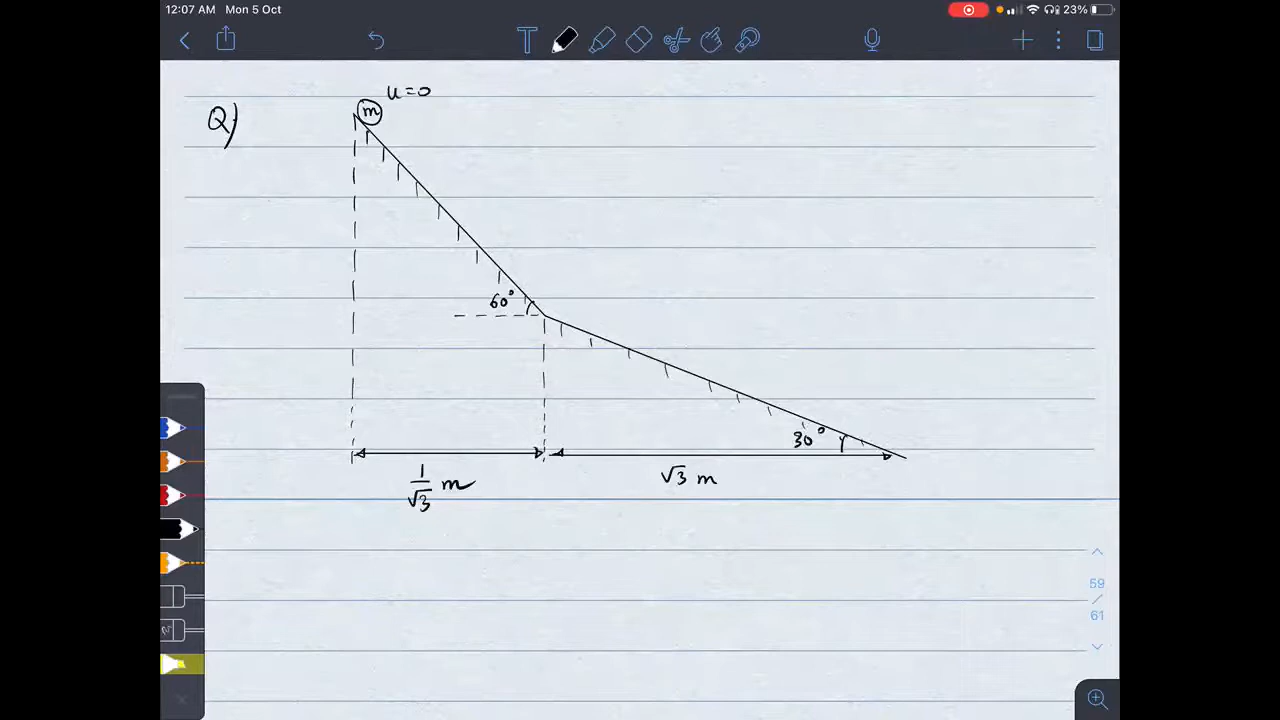 12:07 AM Mon 5 Oct
23%
Q)
m
u=0
60°
30°
1/√3 m
√3 m
59
/
61